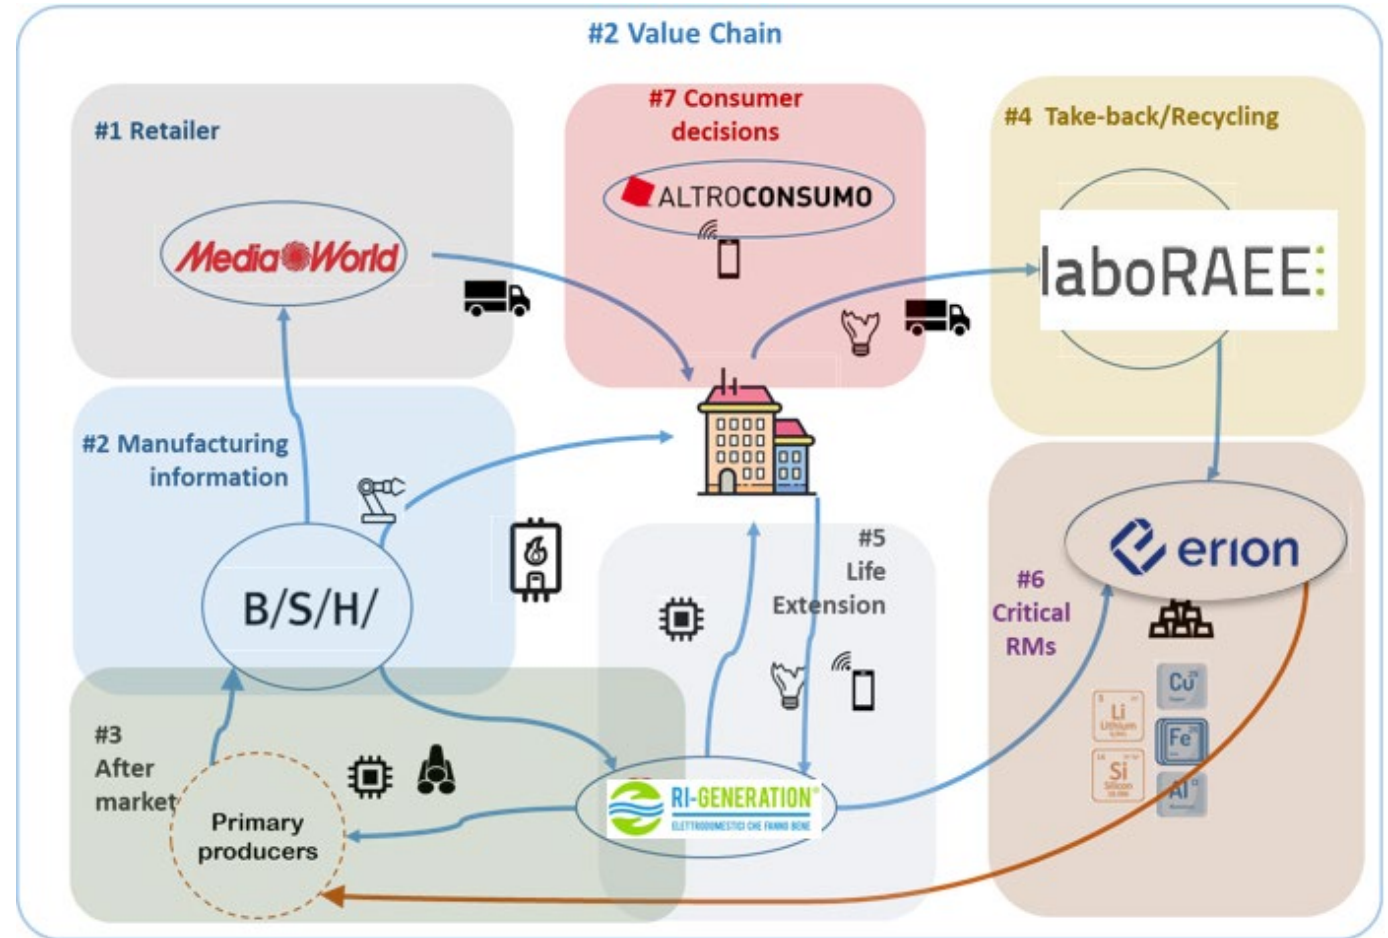 #2 Value Chain
#1 Retailer
MediaWorld
#7 Consumer
decisions
ALTROCONSUMO
#4 Take-back/Recycling
laboRAEE
#2 Manufacturing
information
B/S/H/
#5
Life
Extension
erion
#6
Critical
RMs
Cu
Li
Lithium
Fe
Si
Silicon
Al
#3
After
market
Primary
producers
RI-GENERATION®
ELETTRODOMESTICI CHE FANNO BENE